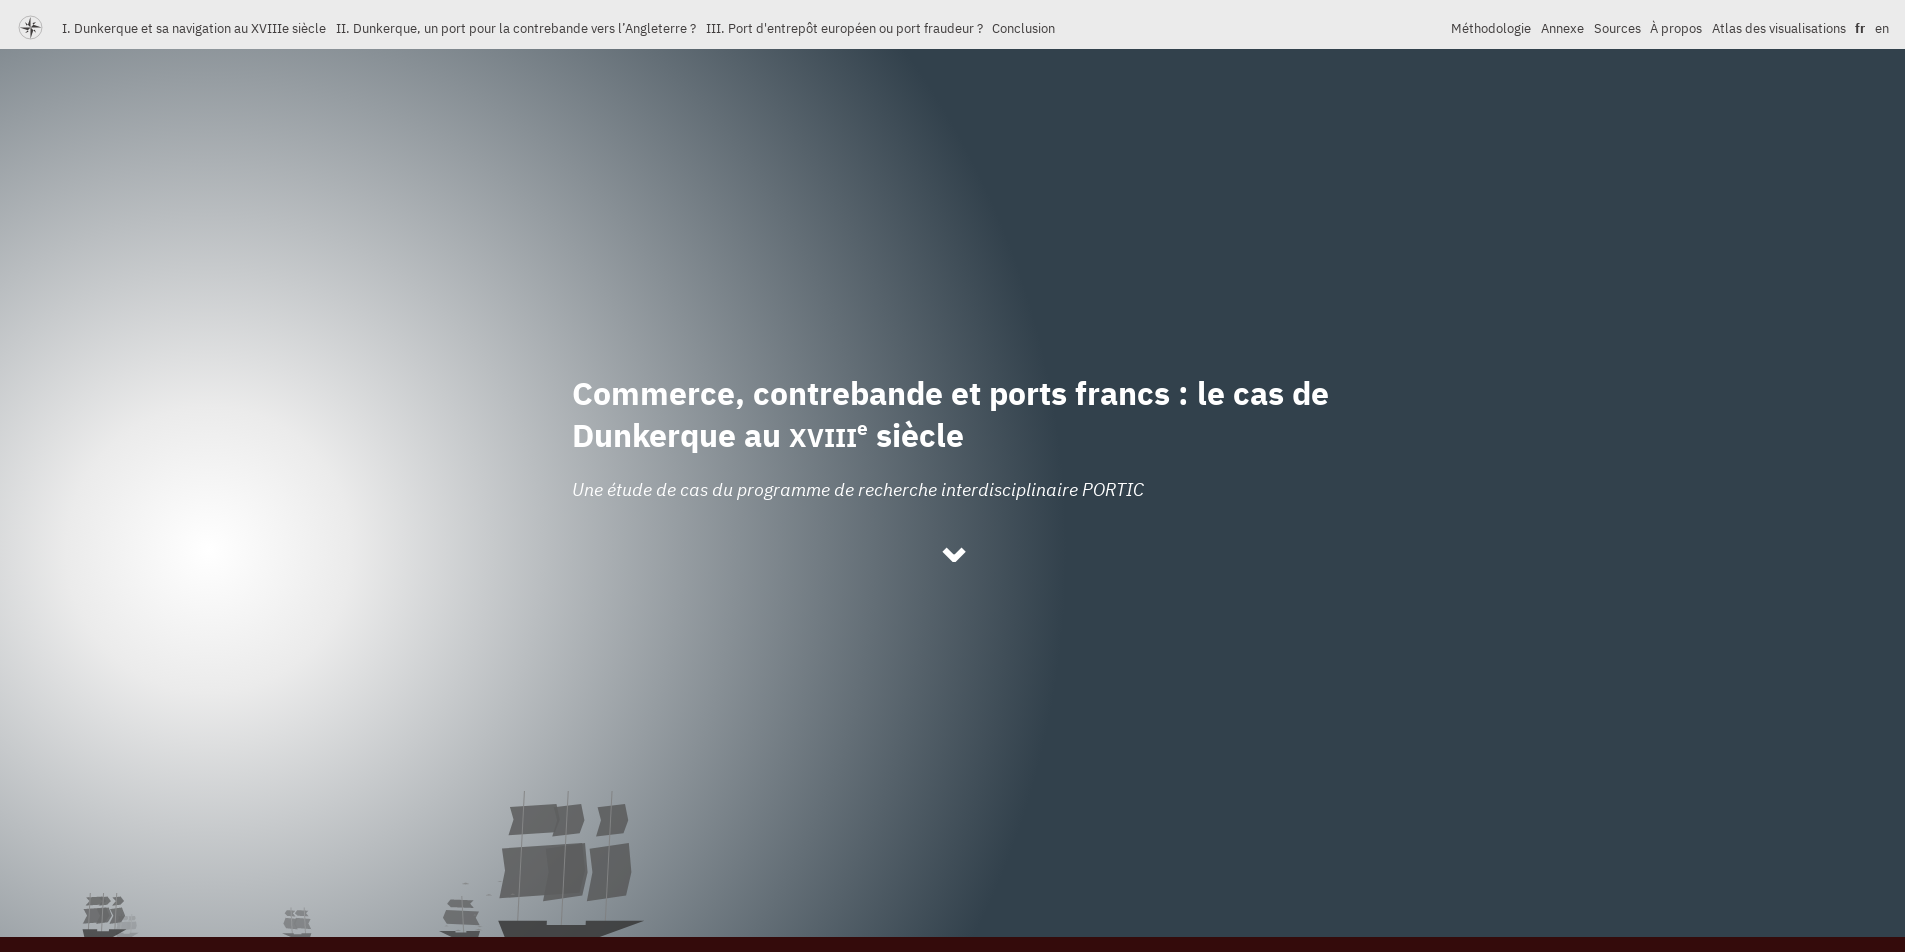 I. Dunkerque et sa navigation au XVIIIe siècle II. Dunkerque, un port pour la contrebande vers l’Angleterre ? III. Port d'entrepôt européen ou port fraudeur ? Conclusion Méthodologie Annexe Sources À propos Atlas des visualisations fr en
Commerce, contrebande et ports francs : le cas de
Dunkerque au XVIIIe siècle
Une étude de cas du programme de recherche interdisciplinaire PORTIC